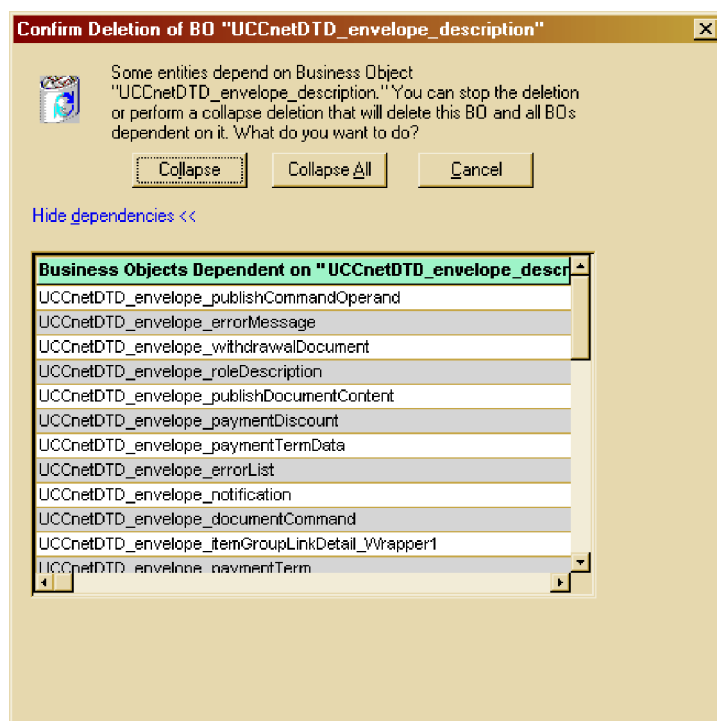 Confirm Deletion of BO "UCCnetDTD_envelope_description"
Some entities depend on Business Object
"UCCnetDTD_envelope_description." You can stop the deletion
or perform a collapse deletion that will delete this BO and all BOs
dependent on it. What do you want to do?
Collapse Collapse All Cancel
Hide dependencies <<
Business Objects Dependent on "UCCnetDTD_envelope_descr
UCCnetDTD_envelope_publishCommandOperand
UCCnetDTD_envelope_errorMessage
UCCnetDTD_envelope_withdrawalDocument
UCCnetDTD_envelope_roleDescription
UCCnetDTD_envelope_publishDocumentContent
UCCnetDTD_envelope_paymentDiscount
UCCnetDTD_envelope_paymentTermData
UCCnetDTD_envelope_errorList
UCCnetDTD_envelope_notification
UCCnetDTD_envelope_documentCommand
UCCnetDTD_envelope_itemGroupLinkDetail_Wrapper1
UCCnetDTD_envelope_paymentTerm